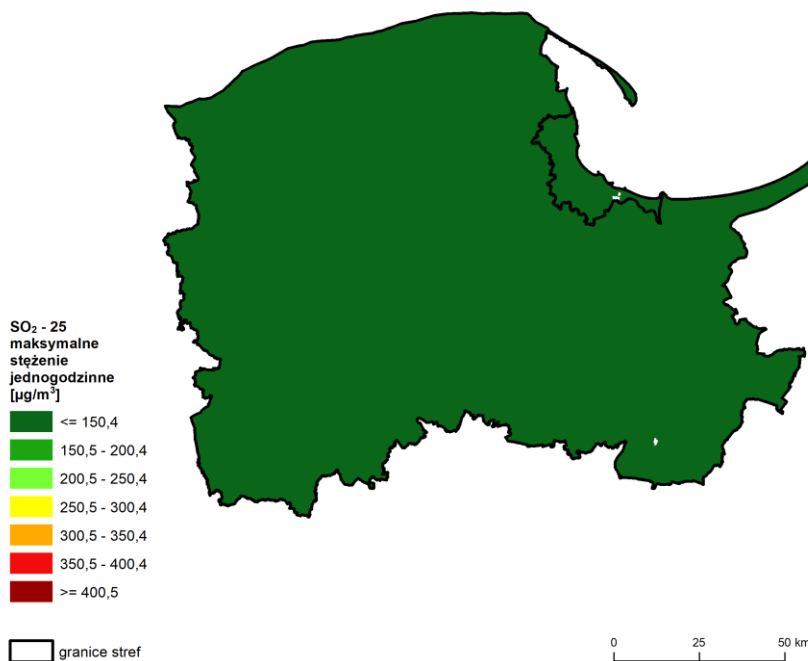 SO₂ - 25
maksymalne
stężenie
jednogodzinne
[µg/m³]
<= 150,4
150,5 - 200,4
200,5 - 250,4
250,5 - 300,4
300,5 - 350,4
350,5 - 400,4
>= 400,5
granice stref
0 25 50 km